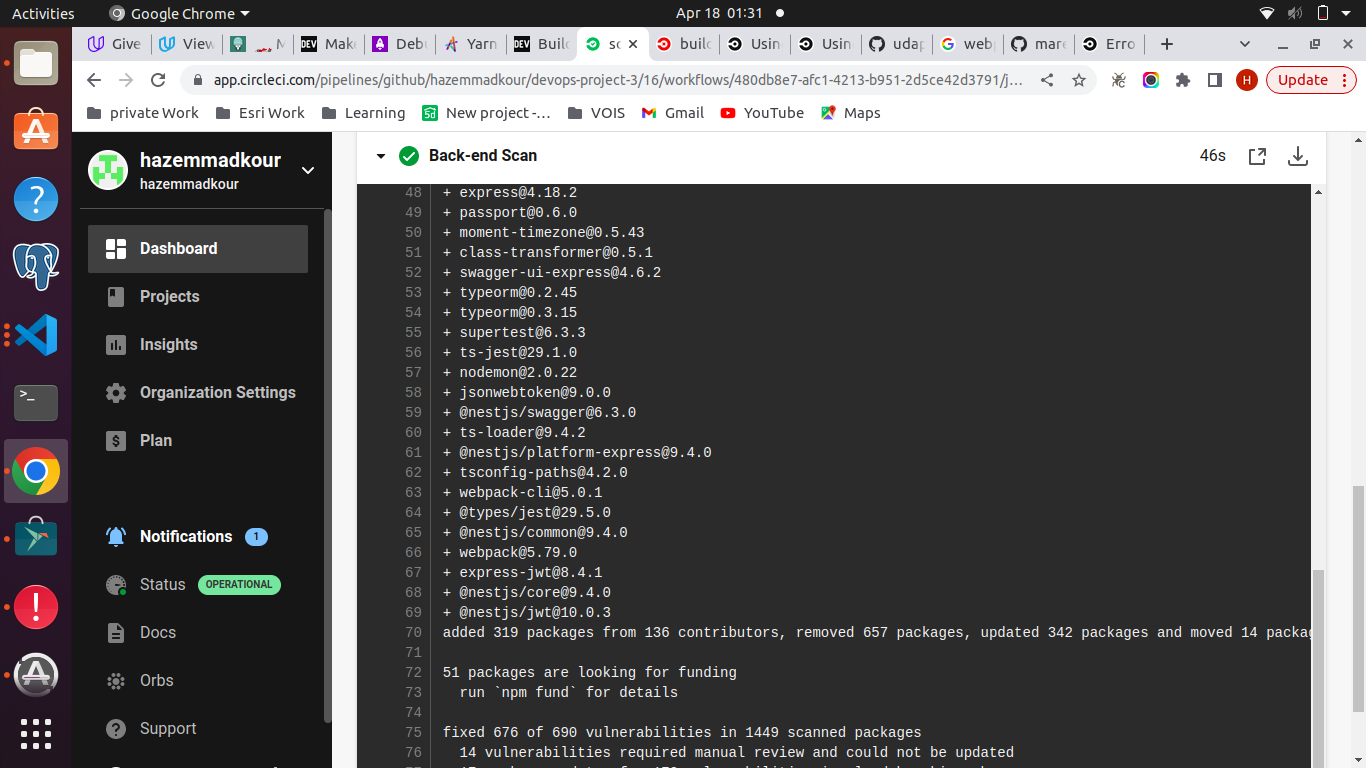 Activities
Google Chrome
Apr 18 01:31
Give
View
M
DEV
Make
Debu
Yarn
DEV
Build
sc
build
Usin
Usin
udap
web
mare
Erro
app.circleci.com/pipelines/github/hazemmadkour/devops-project-3/16/workflows/480db8e7-afc1-4213-b951-2d5ce42d3791/j...
H
Update
private Work
Esri Work
Learning
New project -...
VOIS
Gmail
YouTube
Maps
hazemmadkour
hazemmadkour
Dashboard
Projects
Insights
Organization Settings
Plan
Notifications 1
Status OPERATIONAL
Docs
Orbs
Support
Back-end Scan
46s
48 + express@4.18.2
49 + passport@0.6.0
50 + moment-timezone@0.5.43
51 + class-transformer@0.5.1
52 + swagger-ui-express@4.6.2
53 + typeorm@0.2.45
54 + typeorm@0.3.15
55 + supertest@6.3.3
56 + ts-jest@29.1.0
57 + nodemon@2.0.22
58 + jsonwebtoken@9.0.0
59 + @nestjs/swagger@6.3.0
60 + ts-loader@9.4.2
61 + @nestjs/platform-express@9.4.0
62 + tsconfig-paths@4.2.0
63 + webpack-cli@5.0.1
64 + @types/jest@29.5.0
65 + @nestjs/common@9.4.0
66 + webpack@5.79.0
67 + express-jwt@8.4.1
68 + @nestjs/core@9.4.0
69 + @nestjs/jwt@10.0.3
70 added 319 packages from 136 contributors, removed 657 packages, updated 342 packages and moved 14 packag
71
72 51 packages are looking for funding
73 run `npm fund` for details
74
75 fixed 676 of 690 vulnerabilities in 1449 scanned packages
76 14 vulnerabilities required manual review and could not be updated